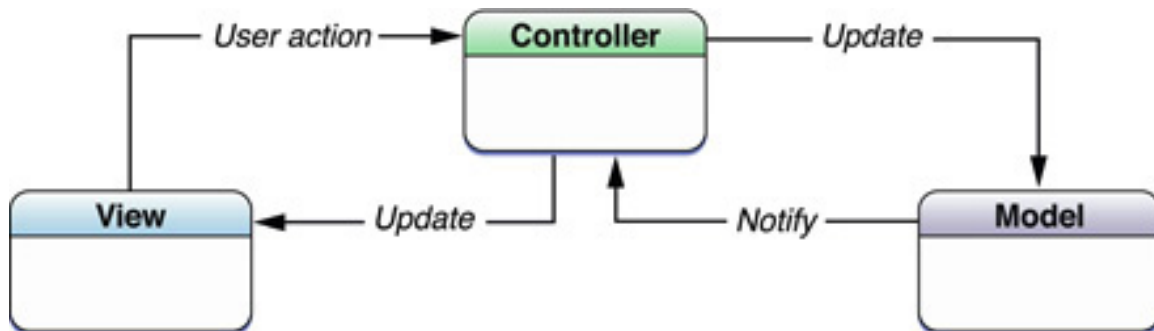 User action
Controller
Update
View
Update
Notify
Model